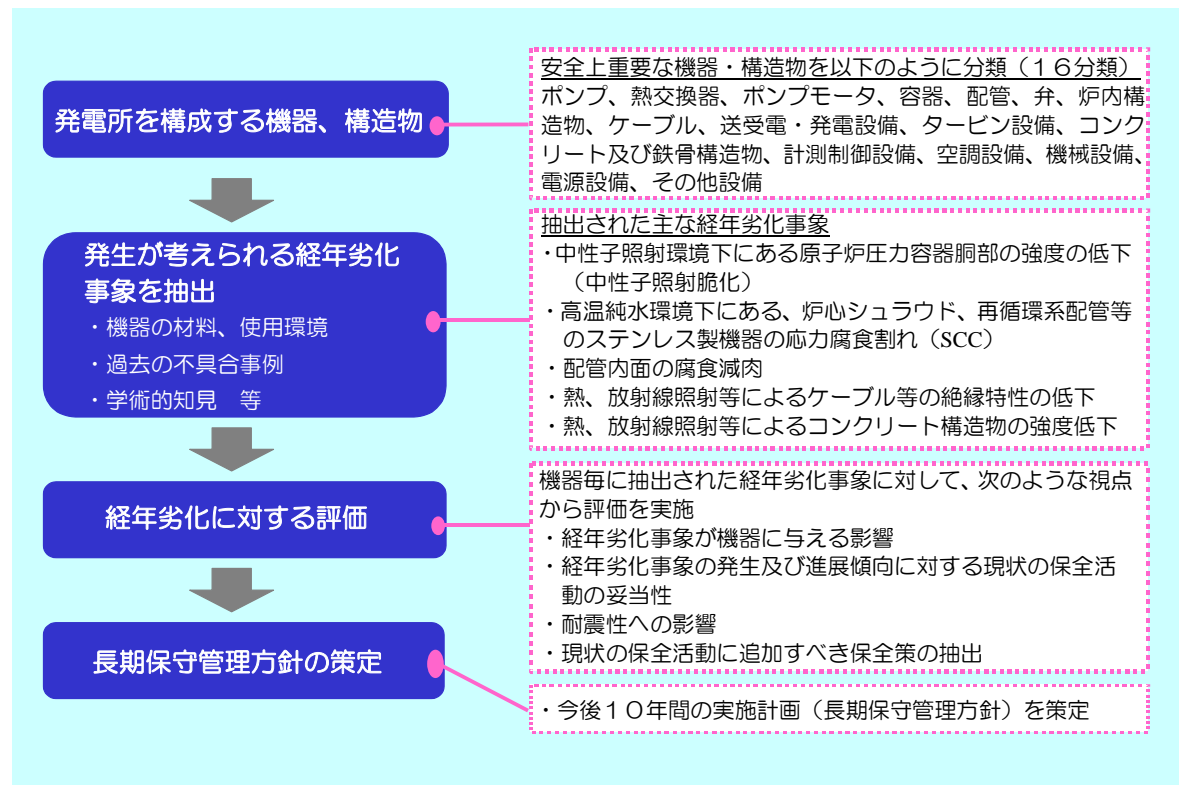 発電所を構成する機器、構造物
安全上重要な機器・構造物を以下のように分類（１６分類）
ポンプ、熱交換器、ポンプモータ、容器、配管、弁、炉内構
造物、ケーブル、送受電・発電設備、タービン設備、コンク
リート及び鉄骨構造物、計測制御設備、空調設備、機械設備、
電源設備、その他設備
発生が考えられる経年劣化
事象を抽出
・機器の材料、使用環境
・過去の不具合事例
・学術的知見　等
抽出された主な経年劣化事象
・中性子照射環境下にある原子炉圧力容器胴部の強度の低下
（中性子照射脆化）
・高温純水環境下にある、炉心シュラウド、再循環系配管等
のステンレス製機器の応力腐食割れ（SCC）
・配管内面の腐食減肉
・熱、放射線照射等によるケーブル等の絶縁特性の低下
・熱、放射線照射等によるコンクリート構造物の強度低下
経年劣化に対する評価
機器毎に抽出された経年劣化事象に対して、次のような視点
から評価を実施
・経年劣化事象が機器に与える影響
・経年劣化事象の発生及び進展傾向に対する現状の保全活
動の妥当性
・耐震性への影響
・現状の保全活動に追加すべき保全策の抽出
長期保守管理方針の策定
・今後１０年間の実施計画（長期保守管理方針）を策定